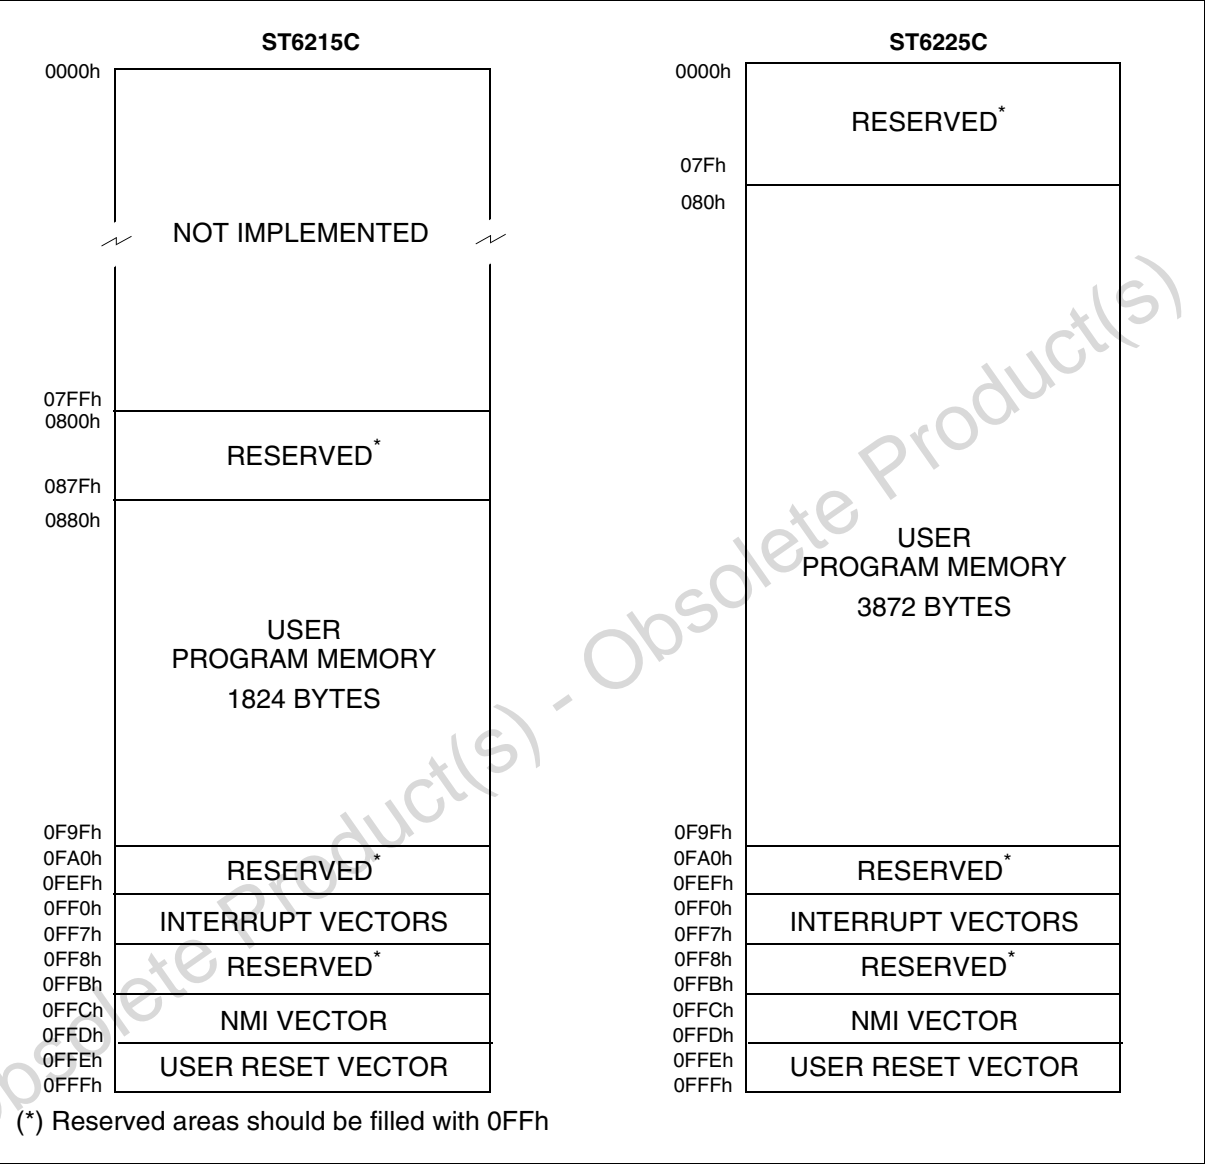 ST6215C
0000h
NOT IMPLEMENTED
07FFh
0800h
RESERVED*
087Fh
0880h
USER
PROGRAM MEMORY
1824 BYTES
0F9Fh
0FA0h
RESERVED*
0FEFh
0FF0h
INTERRUPT VECTORS
0FF7h
0FF8h
RESERVED*
0FFBh
0FFCh
NMI VECTOR
0FFDh
0FFEh
USER RESET VECTOR
0FFFh
ST6225C
0000h
RESERVED*
07Fh
080h
USER
PROGRAM MEMORY
3872 BYTES
0F9Fh
0FA0h
RESERVED*
0FEFh
0FF0h
INTERRUPT VECTORS
0FF7h
0FF8h
RESERVED*
0FFBh
0FFCh
NMI VECTOR
0FFDh
0FFEh
USER RESET VECTOR
0FFFh
(*) Reserved areas should be filled with 0FFh
Obsolete Product(s) - Obsolete Product(s)